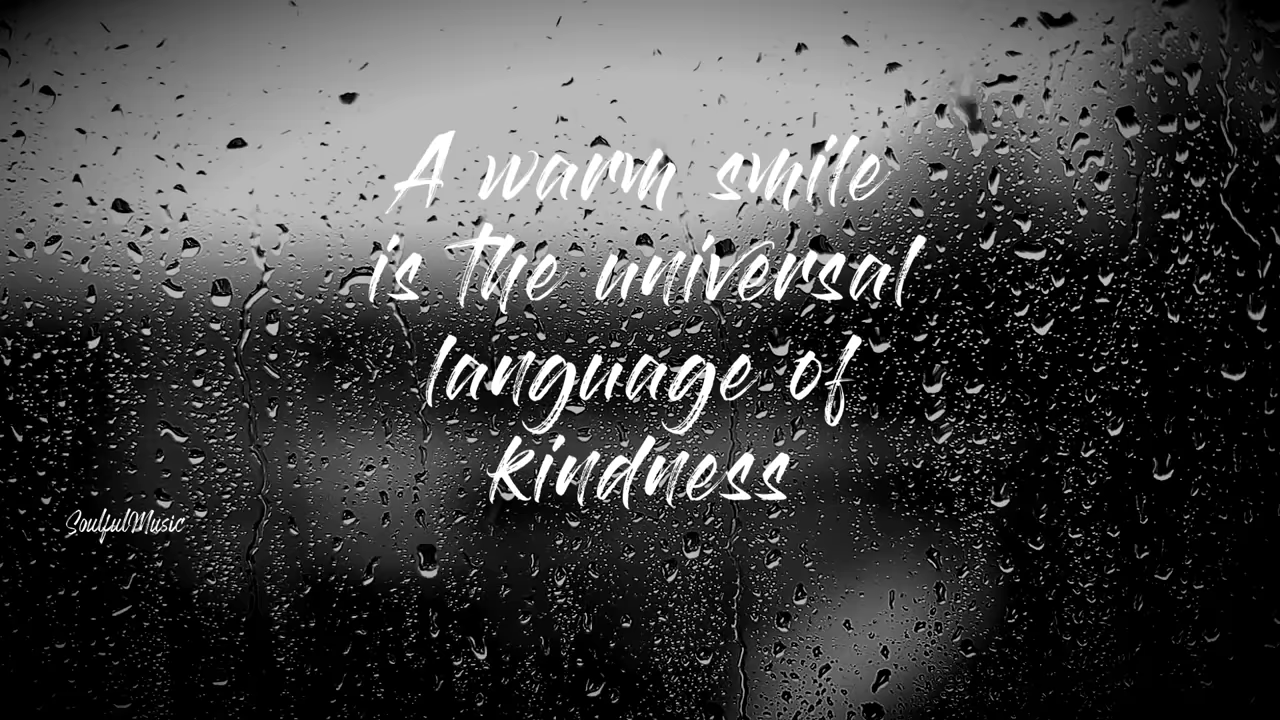 A warm smile
is the universal
language of
kindness
SoulfulMusic